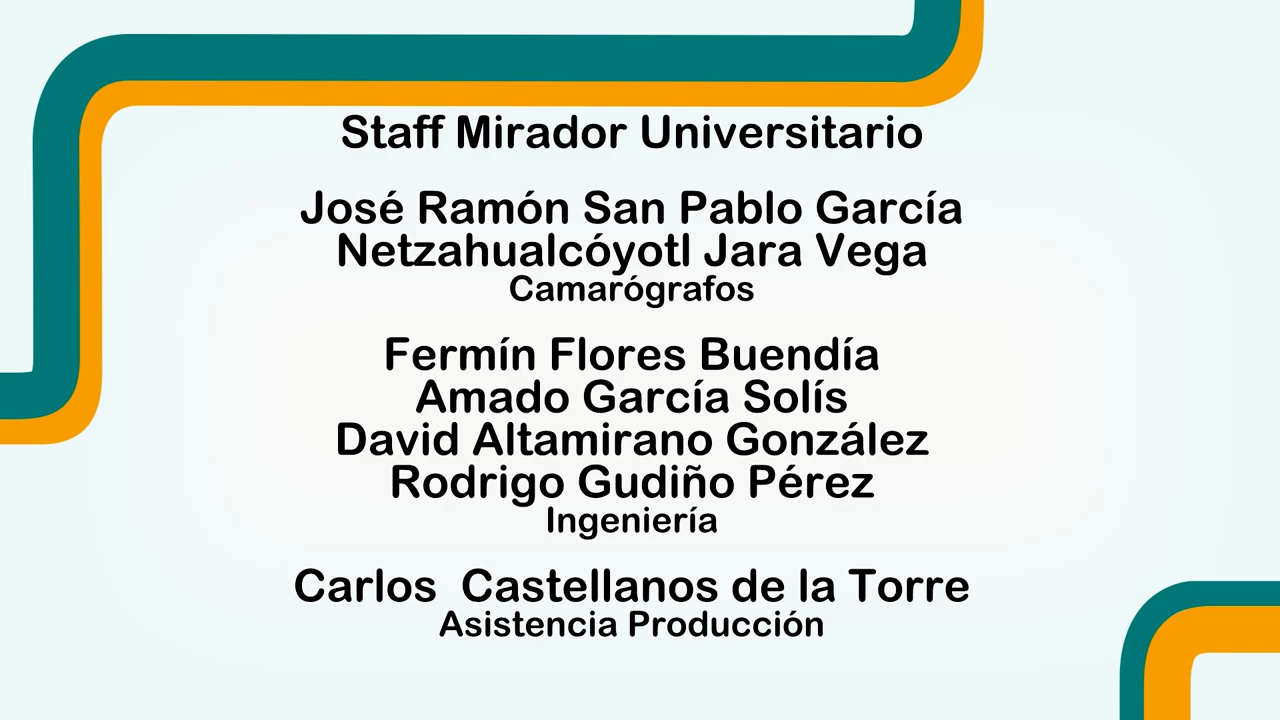 Staff Mirador Universitario
José Ramón San Pablo García
Netzahualcóyotl Jara Vega
Camarógrafos
Fermín Flores Buendía
Amado García Solís
David Altamirano González
Rodrigo Gudiño Pérez
Ingeniería
Carlos  Castellanos de la Torre
Asistencia Producción